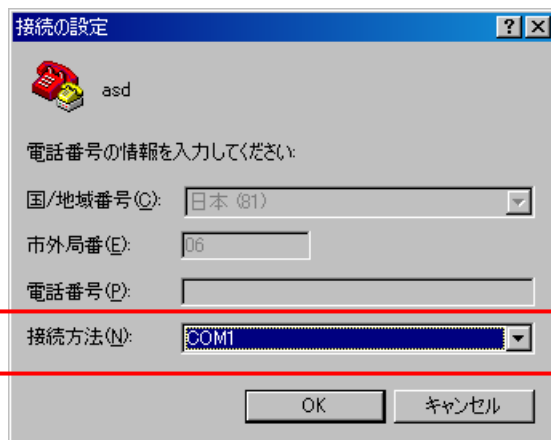 接続の設定
asd
電話番号の情報を入力してください:
国/地域番号(C): 日本 (81)
市外局番(E): 06
電話番号(P):
接続方法(N): COM1
OK キャンセル